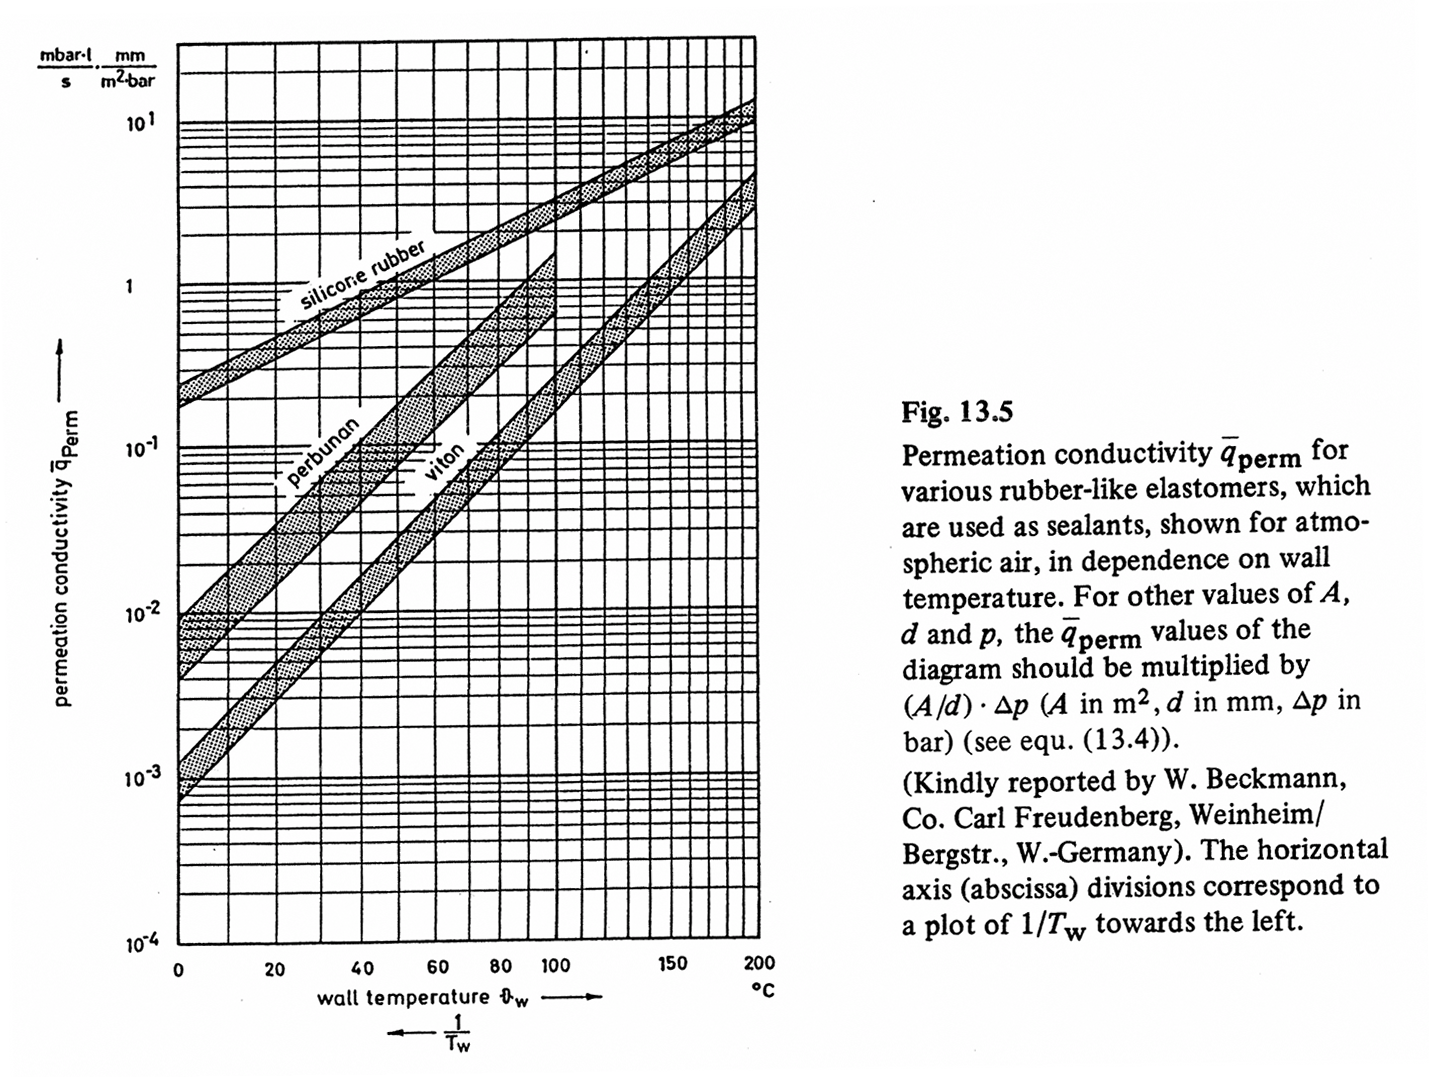 mbar·l mm
s · m²·bar
10¹
1
10⁻¹
10⁻²
10⁻³
10⁻⁴
permeation conductivity q̅Perm
silicone rubber
perbunan
viton
0 20 40 60 80 100 150 200
°C
wall temperature ϑw
1
Tw
Fig. 13.5
Permeation conductivity q̅perm for
various rubber-like elastomers, which
are used as sealants, shown for atmo-
spheric air, in dependence on wall
temperature. For other values of A,
d and p, the q̅perm values of the
diagram should be multiplied by
(A/d) · Δp (A in m², d in mm, Δp in
bar) (see equ. (13.4)).
(Kindly reported by W. Beckmann,
Co. Carl Freudenberg, Weinheim/
Bergstr., W.-Germany). The horizontal
axis (abscissa) divisions correspond to
a plot of 1/Tw towards the left.